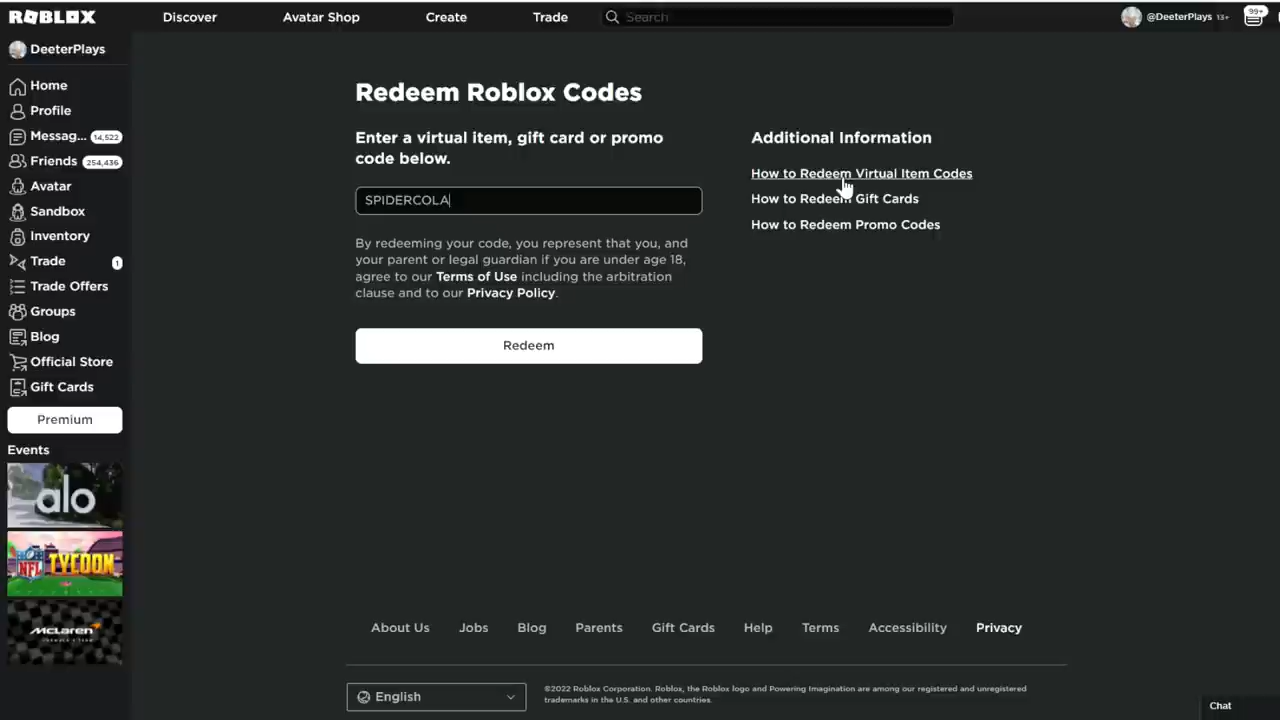 ROBLOX
Discover
Avatar Shop
Create
Trade
Search
@DeeterPlays 13+
99+
DeeterPlays
Home
Profile
Messag... 14,522
Friends 254,436
Avatar
Sandbox
Inventory
Trade 1
Trade Offers
Groups
Blog
Official Store
Gift Cards
Premium
Events
alo
NFL TYCOON
McLaren
Redeem Roblox Codes
Enter a virtual item, gift card or promo
code below.
SPIDERCOLA
By redeeming your code, you represent that you, and
your parent or legal guardian if you are under age 18,
agree to our Terms of Use including the arbitration
clause and to our Privacy Policy.
Redeem
Additional Information
How to Redeem Virtual Item Codes
How to Redeem Gift Cards
How to Redeem Promo Codes
About Us
Jobs
Blog
Parents
Gift Cards
Help
Terms
Accessibility
Privacy
English
©2022 Roblox Corporation. Roblox, the Roblox logo and Powering Imagination are among our registered and unregistered
trademarks in the U.S. and other countries.
Chat